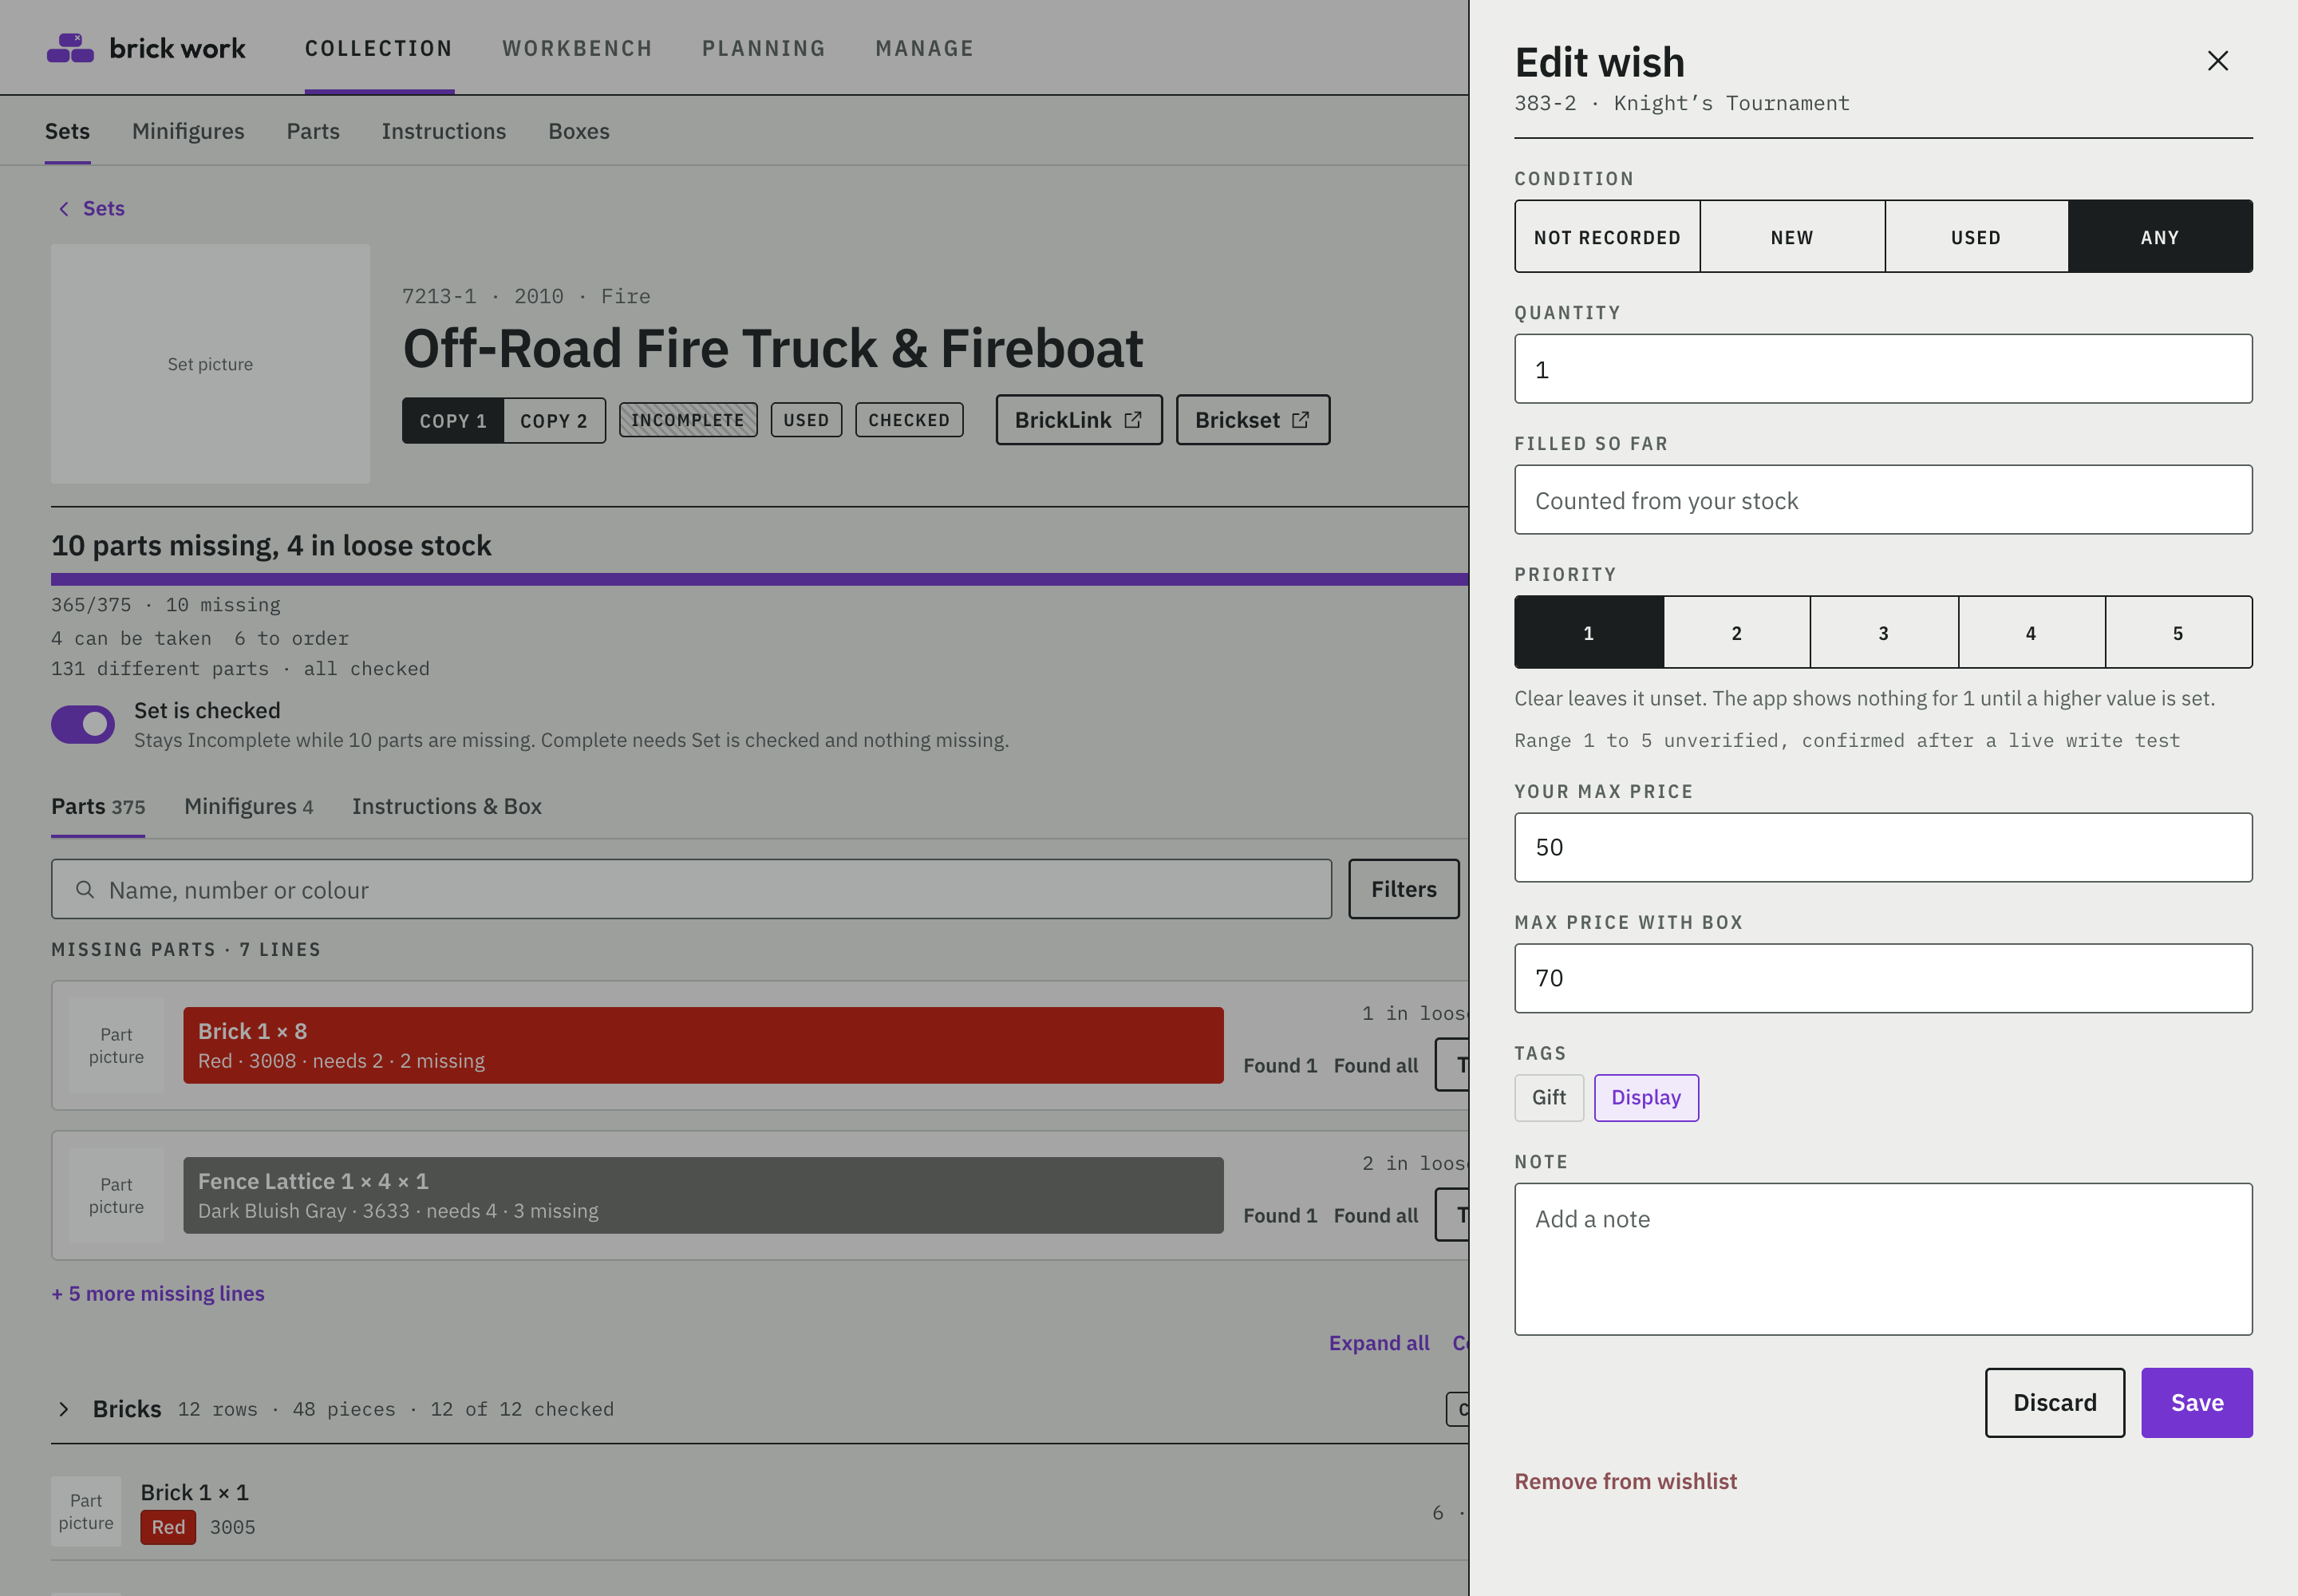 brick work
COLLECTION
WORKBENCH
PLANNING
MANAGE
Sets
Minifigures
Parts
Instructions
Boxes
Sets
Set picture
7213-1 · 2010 · Fire
Off-Road Fire Truck & Fireboat
COPY 1
COPY 2
INCOMPLETE
USED
CHECKED
BrickLink
Brickset
10 parts missing, 4 in loose stock
365/375 · 10 missing
4 can be taken 6 to order
131 different parts · all checked
Set is checked
Stays Incomplete while 10 parts are missing. Complete needs Set is checked and nothing missing.
Parts 375
Minifigures 4
Instructions & Box
Name, number or colour
Filters
MISSING PARTS · 7 LINES
Part
picture
Brick 1 × 8
Red · 3008 · needs 2 · 2 missing
1 in
Found 1
Found all
Part
picture
Fence Lattice 1 × 4 × 1
Dark Bluish Gray · 3633 · needs 4 · 3 missing
2 in
Found 1
Found all
+ 5 more missing lines
Expand all
Bricks 12 rows · 48 pieces · 12 of 12 checked
Part
picture
Brick 1 × 1
Red 3005
6 ·
Edit wish
383-2 · Knight’s Tournament
CONDITION
NOT RECORDED
NEW
USED
ANY
QUANTITY
1
FILLED SO FAR
Counted from your stock
PRIORITY
1
2
3
4
5
Clear leaves it unset. The app shows nothing for 1 until a higher value is set.
Range 1 to 5 unverified, confirmed after a live write test
YOUR MAX PRICE
50
MAX PRICE WITH BOX
70
TAGS
Gift
Display
NOTE
Add a note
Discard
Save
Remove from wishlist